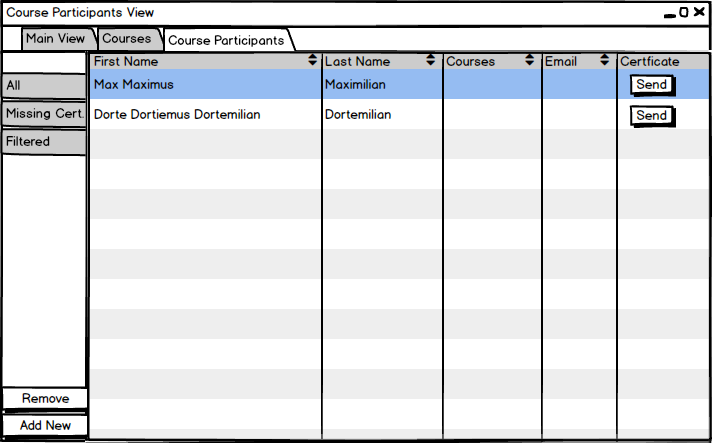 Course Participants View
Main View Courses Course Participants
First Name Last Name Courses Email Certficate
All Max Maximus Maximilian Send
Missing Cert. Dorte Dortiemus Dortemilian Dortemilian Send
Filtered
Remove
Add New